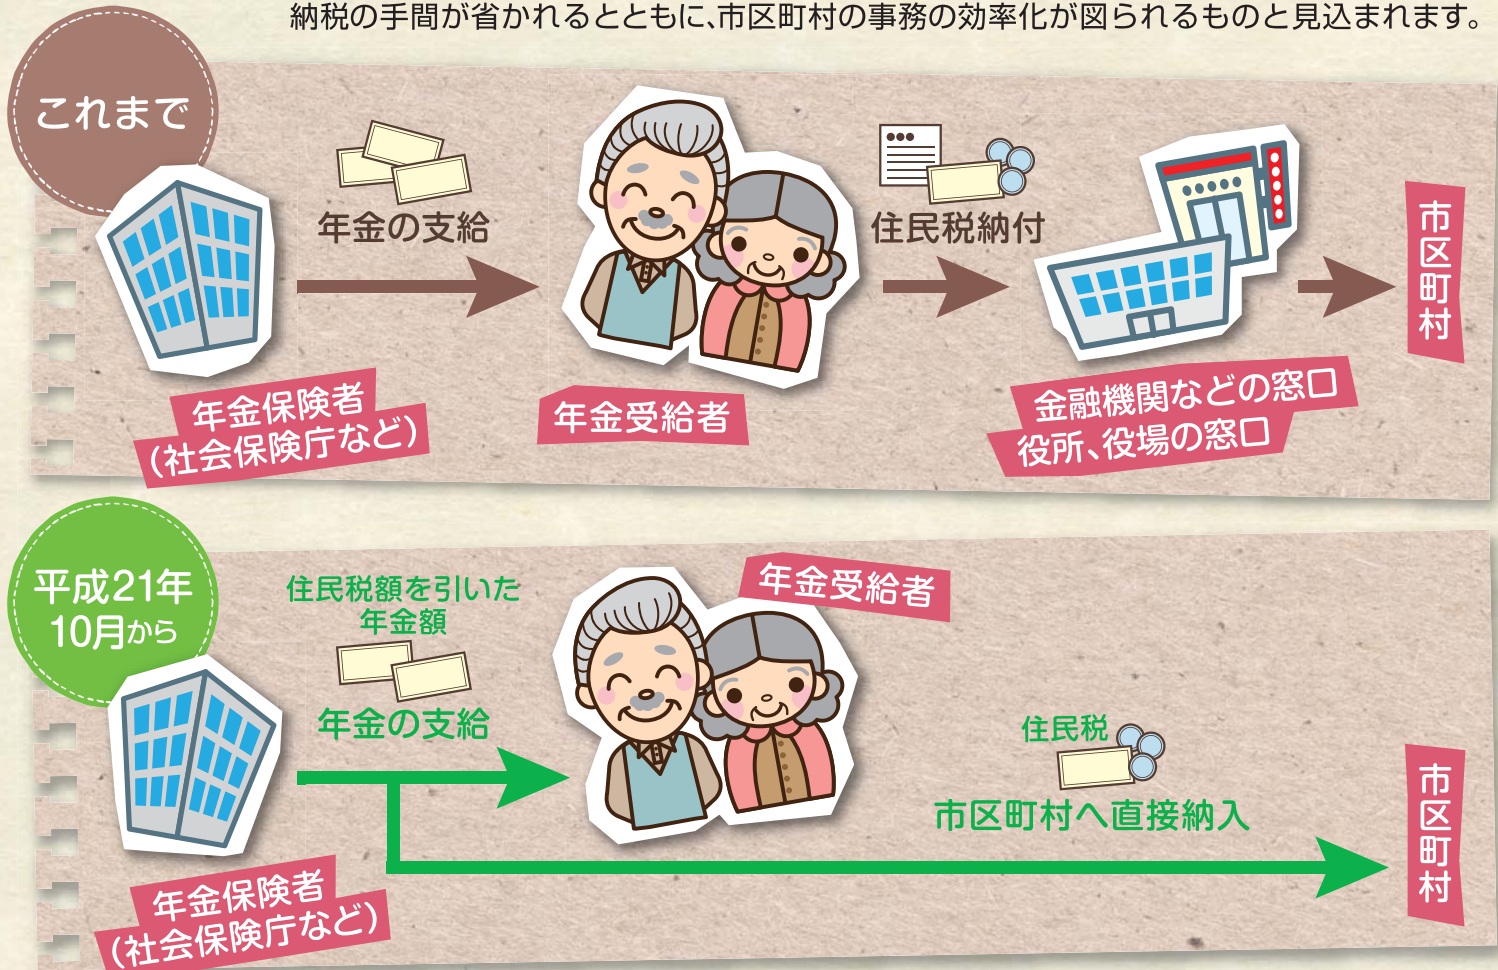 納税の手間が省かれるとともに、市区町村の事務の効率化が図られるものと見込まれます。
これまで
年金の支給
住民税納付
市区町村
年金保険者
（社会保険庁など）
年金受給者
金融機関などの窓口
役所、役場の窓口
平成21年
10月から
住民税額を引いた
年金額
年金の支給
年金受給者
住民税
市区町村へ直接納入
市区町村
年金保険者
（社会保険庁など）